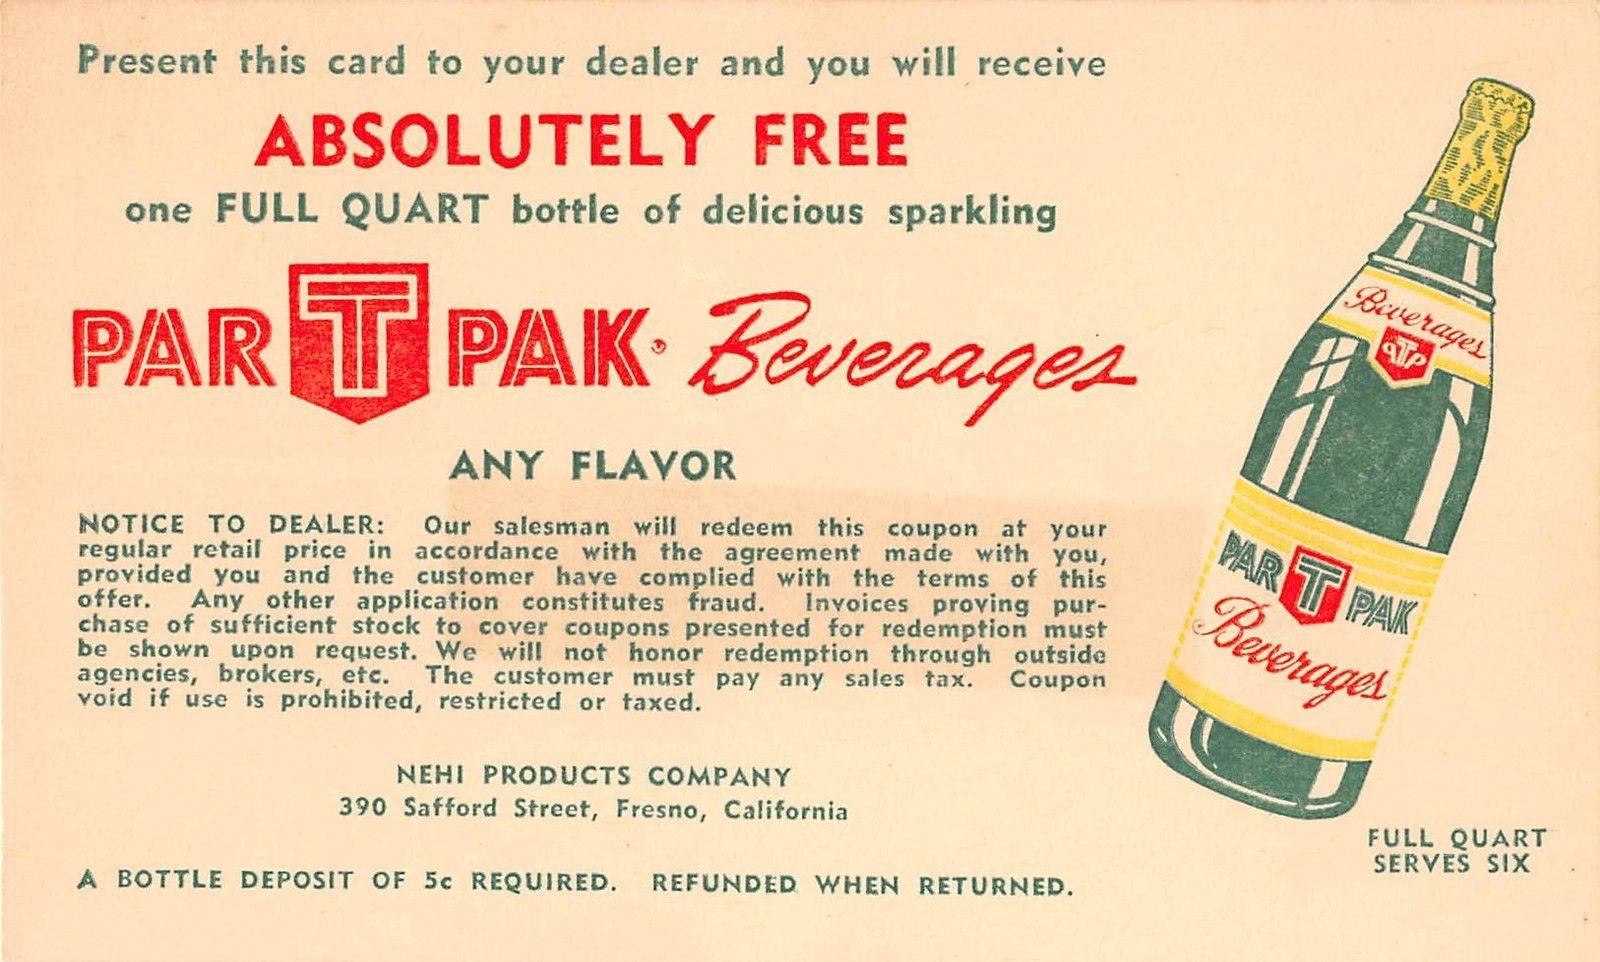 Present this card to your dealer and you will receive
ABSOLUTELY FREE
one FULL QUART bottle of delicious sparkling
PAR T PAK Beverages
ANY FLAVOR
NOTICE TO DEALER: Our salesman will redeem this coupon at your
regular retail price in accordance with the agreement made with you,
provided you and the customer have complied with the terms of this
offer. Any other application constitutes fraud. Invoices proving pur-
chase of sufficient stock to cover coupons presented for redemption must
be shown upon request. We will not honor redemption through outside
agencies, brokers, etc. The customer must pay any sales tax. Coupon
void if use is prohibited, restricted or taxed.
NEHI PRODUCTS COMPANY
390 Safford Street, Fresno, California
A BOTTLE DEPOSIT OF 5c REQUIRED. REFUNDED WHEN RETURNED.
Beverages
PTP
PAR T PAK
Beverages
FULL QUART
SERVES SIX